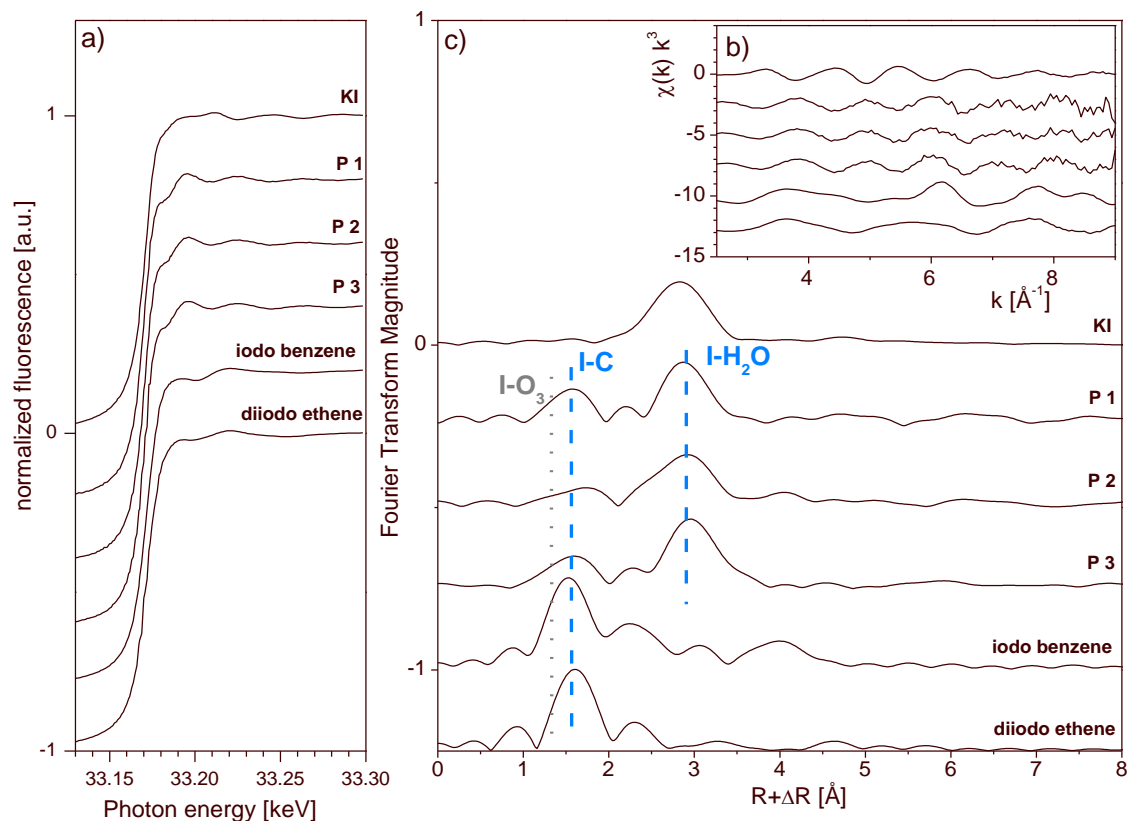 a)
normalized fluorescence [a.u.]
1
0
-1
KI
P 1
P 2
P 3
iodo benzene
diiodo ethene
33.15
33.20
33.25
33.30
Photon energy [keV]
c)
Fourier Transform Magnitude
1
0
-1
I-O₃
I-C
I-H₂O
KI
P 1
P 2
P 3
iodo benzene
diiodo ethene
0 1 2 3 4 5 6 7 8
R+ΔR [Å]
b)
χ(k) k³
0
-5
-10
-15
4 6 8
k [Å⁻¹]